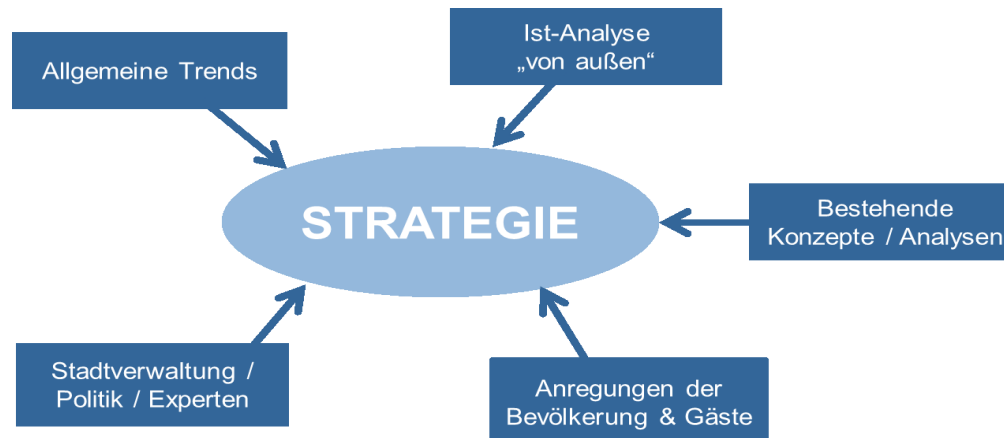 Allgemeine Trends
Ist-Analyse
„von außen“
STRATEGIE
Bestehende
Konzepte / Analysen
Stadtverwaltung /
Politik / Experten
Anregungen der
Bevölkerung & Gäste